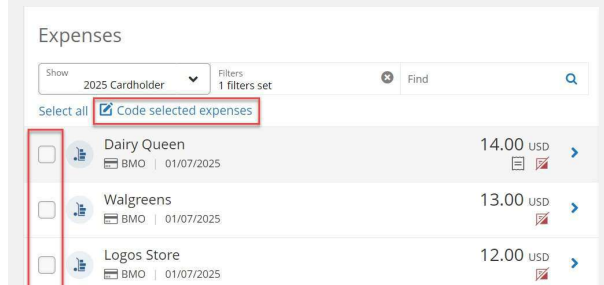 Expenses
Show
2025 Cardholder
Filters
1 filters set
Find
Select all Code selected expenses
Dairy Queen 14.00 USD
BMO | 01/07/2025
Walgreens 13.00 USD
BMO | 01/07/2025
Logos Store 12.00 USD
BMO | 01/07/2025